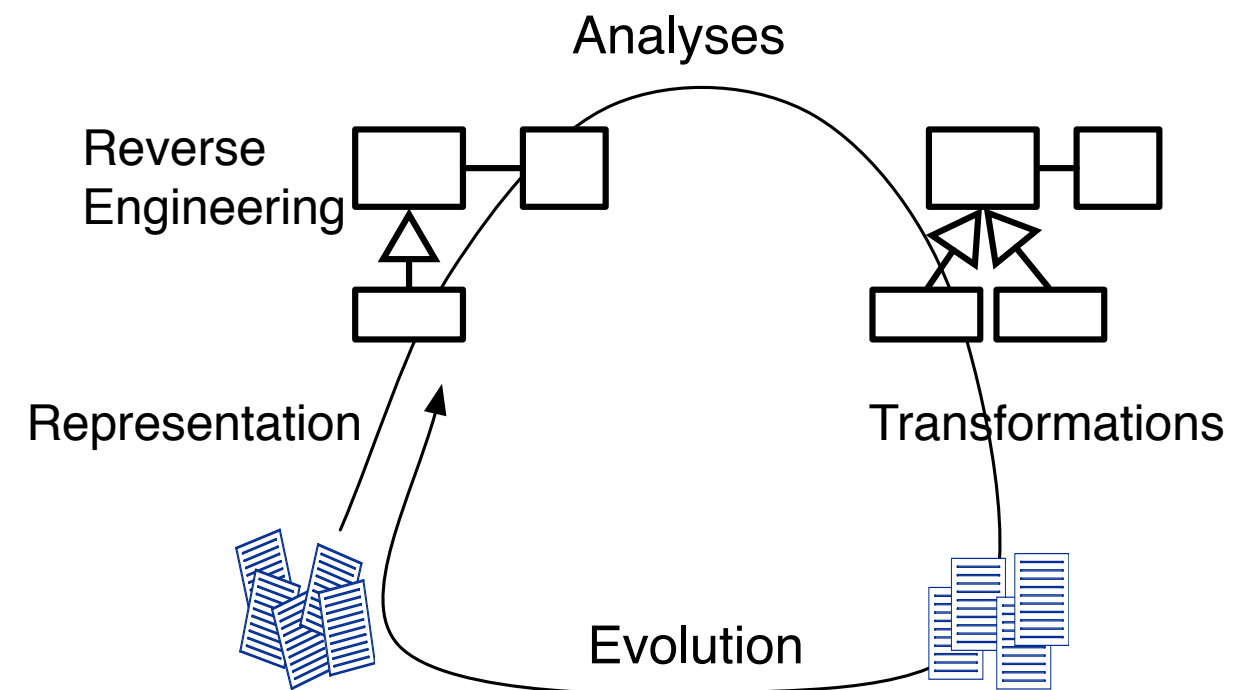 Analyses
Reverse
Engineering
Representation
Transformations
Evolution